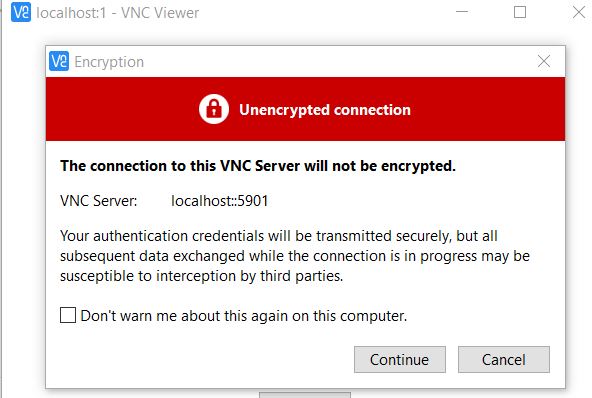 localhost:1 - VNC Viewer
Encryption
Unencrypted connection
The connection to this VNC Server will not be encrypted.
VNC Server: localhost::5901
Your authentication credentials will be transmitted securely, but all
subsequent data exchanged while the connection is in progress may be
susceptible to interception by third parties.
Don't warn me about this again on this computer.
Continue Cancel